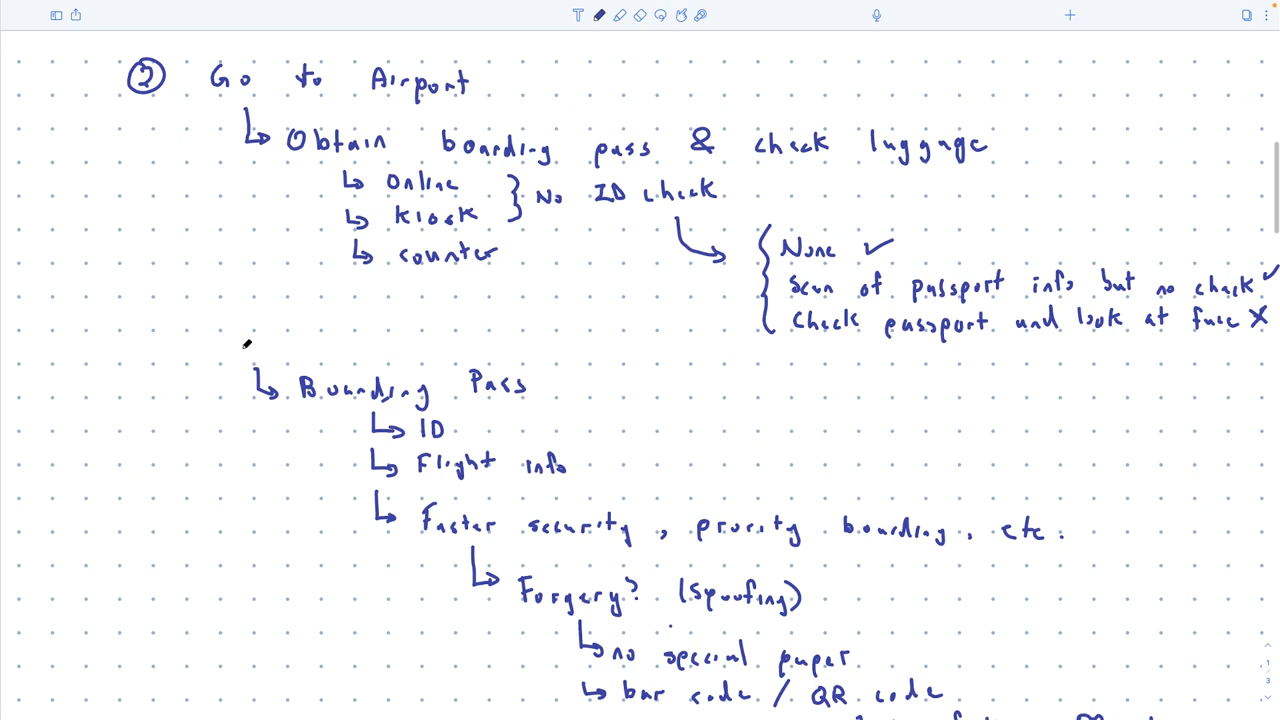 ② Go to Airport
↳ Obtain boarding pass & check luggage
↳ Online } No ID check
↳ kiosk
↳ counter
{ None ✓
Scan of passport info but no check ✓
Check passport and look at face X
↳ Boarding Pass
↳ ID
↳ Flight info
↳ Faster security, priority boarding, etc.
↳ Forgery? (Spoofing)
↳ no special paper
↳ bar code / QR code
1
3